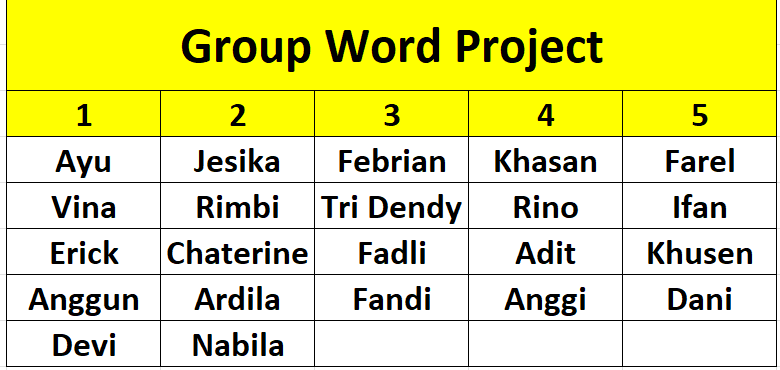 Group Word Project
1 2 3 4 5
Ayu Jesika Febrian Khasan Farel
Vina Rimbi Tri Dendy Rino Ifan
Erick Chaterine Fadli Adit Khusen
Anggun Ardila Fandi Anggi Dani
Devi Nabila